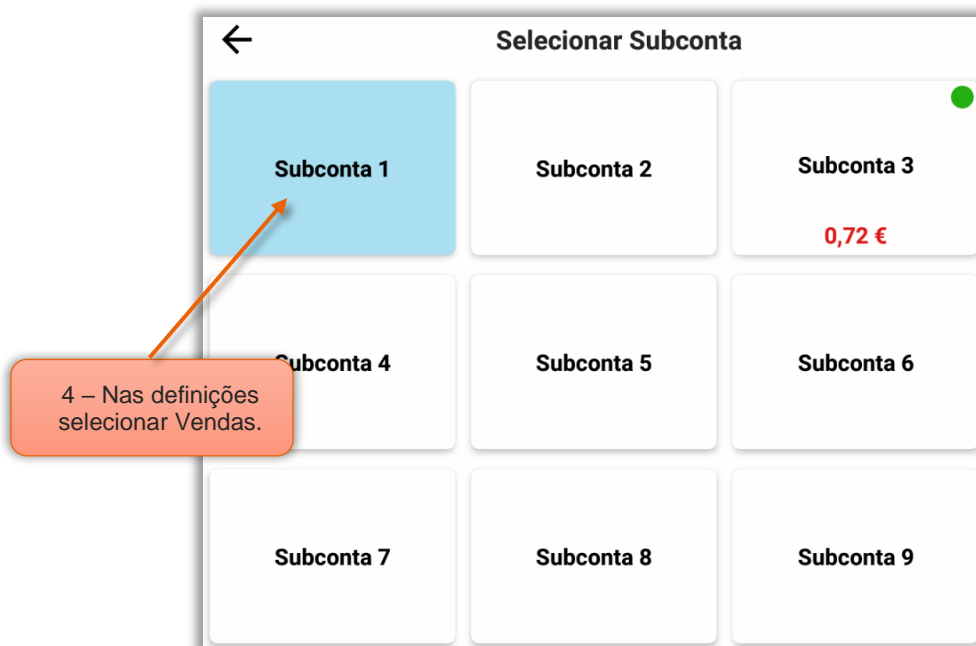 Selecionar Subconta
Subconta 1
Subconta 2
Subconta 3
0,72 €
Subconta 4
Subconta 5
Subconta 6
4 – Nas definições
selecionar Vendas.
Subconta 7
Subconta 8
Subconta 9